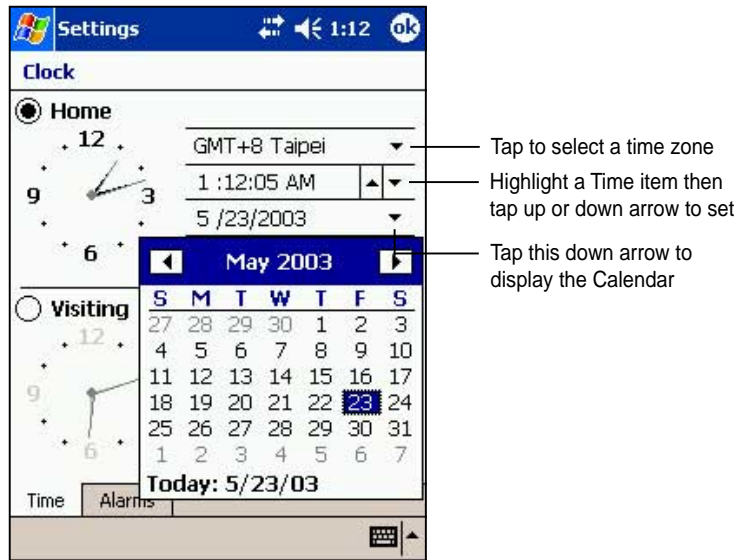 Settings 1:12 ok
Clock
Home
12
9
3
6
GMT+8 Taipei
1 :12:05 AM
5 /23/2003
May 2003
S M T W T F S
27 28 29 30 1 2 3
4 5 6 7 8 9 10
11 12 13 14 15 16 17
18 19 20 21 22 23 24
25 26 27 28 29 30 31
1 2 3 4 5 6 7
Today: 5/23/03
Visiting
12
9
6
Time Alarms
Tap to select a time zone
Highlight a Time item then
tap up or down arrow to set
Tap this down arrow to
display the Calendar